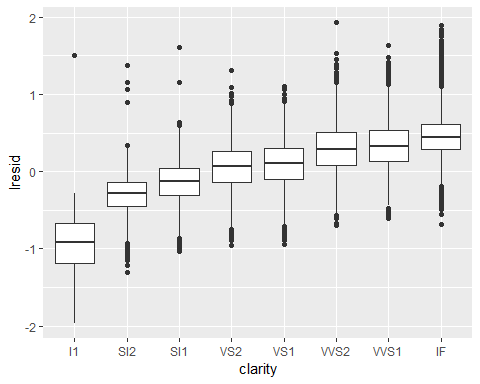 2
1
0
-1
-2
lresid
I1 SI2 SI1 VS2 VS1 VVS2 VVS1 IF
clarity